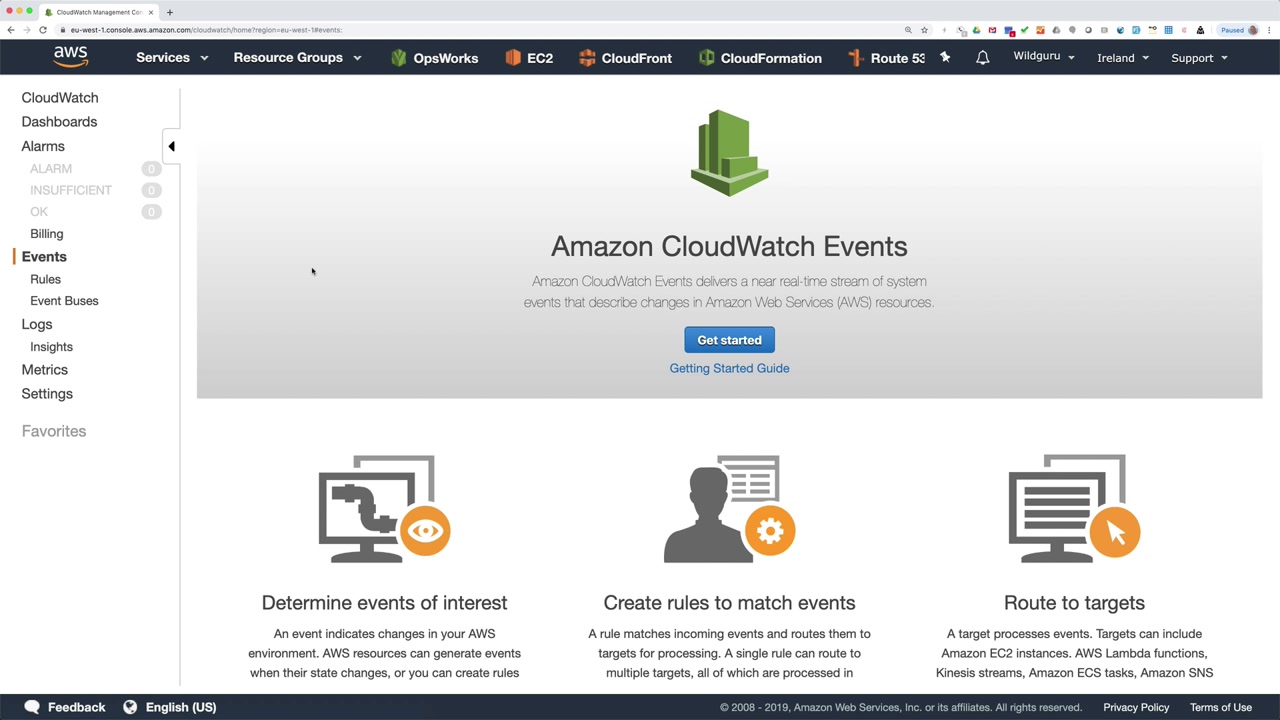 CloudWatch Management Con
eu-west-1.console.aws.amazon.com/cloudwatch/home?region=eu-west-1#events:
Paused
aws
Services
Resource Groups
OpsWorks
EC2
CloudFront
CloudFormation
Route 53
Wildguru
Ireland
Support
CloudWatch
Dashboards
Alarms
ALARM 0
INSUFFICIENT 0
OK 0
Billing
Events
Rules
Event Buses
Logs
Insights
Metrics
Settings
Favorites
Amazon CloudWatch Events
Amazon CloudWatch Events delivers a near real-time stream of system
events that describe changes in Amazon Web Services (AWS) resources.
Get started
Getting Started Guide
Determine events of interest
An event indicates changes in your AWS
environment. AWS resources can generate events
when their state changes, or you can create rules
Create rules to match events
A rule matches incoming events and routes them to
targets for processing. A single rule can route to
multiple targets, all of which are processed in
Route to targets
A target processes events. Targets can include
Amazon EC2 instances. AWS Lambda functions,
Kinesis streams, Amazon ECS tasks, Amazon SNS
Feedback
English (US)
© 2008 - 2019, Amazon Web Services, Inc. or its affiliates. All rights reserved.
Privacy Policy
Terms of Use